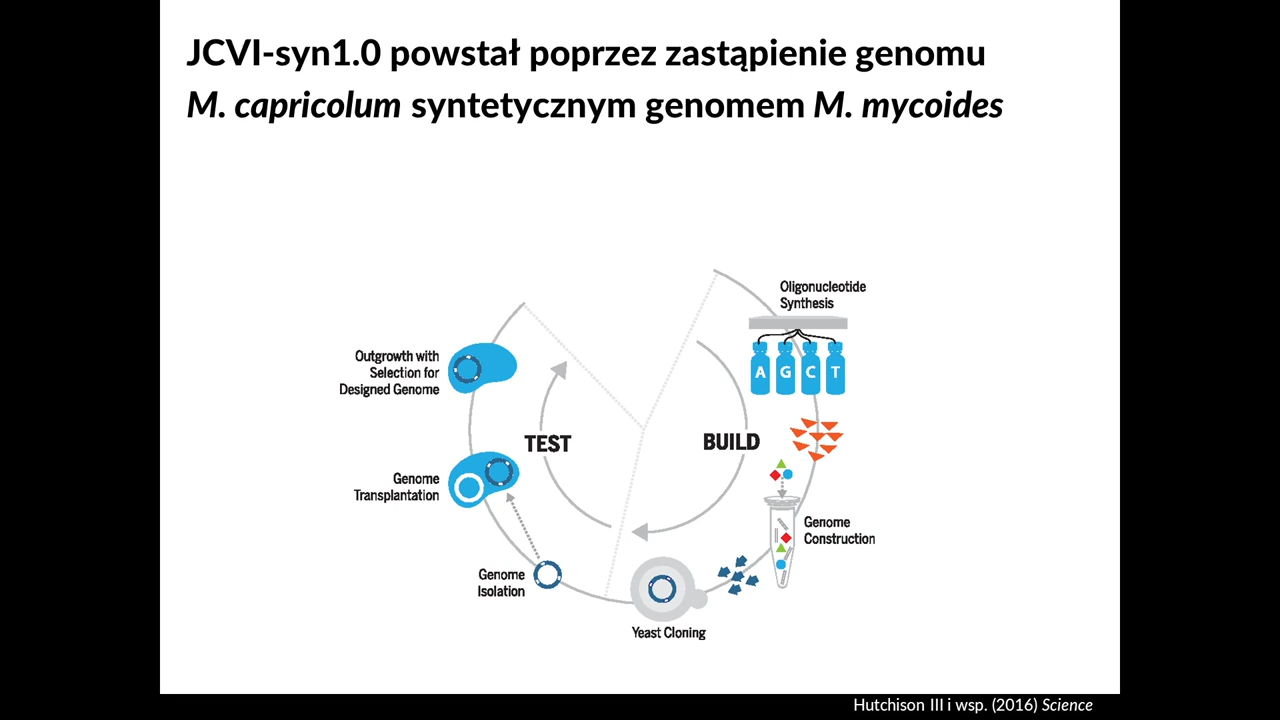 JCVI-syn1.0 powstał poprzez zastąpienie genomu
M. capricolum syntetycznym genomem M. mycoides
Oligonucleotide
Synthesis
A G C T
Outgrowth with
Selection for
Designed Genome
TEST
BUILD
Genome
Transplantation
Genome
Construction
Genome
Isolation
Yeast Cloning
Hutchison III i wsp. (2016) Science